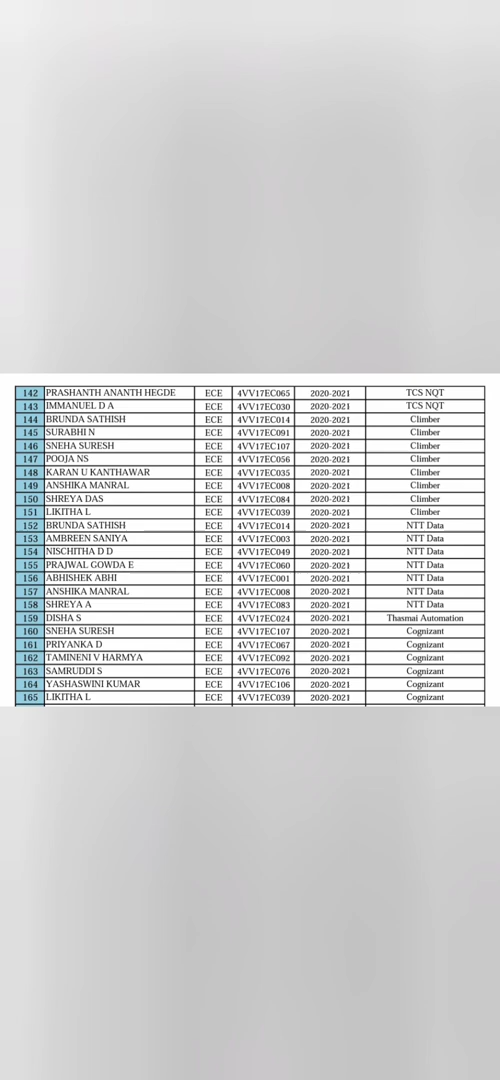 142 PRASHANTH ANANTH HEGDE ECE 4VV17EC065 2020-2021 TCS NQT
143 IMMANUEL D A ECE 4VV17EC030 2020-2021 TCS NQT
144 BRUNDA SATHISH ECE 4VV17EC014 2020-2021 Climber
145 SURABHI N ECE 4VV17EC091 2020-2021 Climber
146 SNEHA SURESH ECE 4VV17EC107 2020-2021 Climber
147 POOJA NS ECE 4VV17EC056 2020-2021 Climber
148 KARAN U KANTHAWAR ECE 4VV17EC035 2020-2021 Climber
149 ANSHIKA MANRAL ECE 4VV17EC008 2020-2021 Climber
150 SHREYA DAS ECE 4VV17EC084 2020-2021 Climber
151 LIKITHA L ECE 4VV17EC039 2020-2021 Climber
152 BRUNDA SATHISH ECE 4VV17EC014 2020-2021 NTT Data
153 AMBREEN SANIYA ECE 4VV17EC003 2020-2021 NTT Data
154 NISCHITHA D D ECE 4VV17EC049 2020-2021 NTT Data
155 PRAJWAL GOWDA E ECE 4VV17EC060 2020-2021 NTT Data
156 ABHISHEK ABHI ECE 4VV17EC001 2020-2021 NTT Data
157 ANSHIKA MANRAL ECE 4VV17EC008 2020-2021 NTT Data
158 SHREYA A ECE 4VV17EC083 2020-2021 NTT Data
159 DISHA S ECE 4VV17EC024 2020-2021 Thasmai Automation
160 SNEHA SURESH ECE 4VV17EC107 2020-2021 Cognizant
161 PRIYANKA D ECE 4VV17EC067 2020-2021 Cognizant
162 TAMINENI V HARMYA ECE 4VV17EC092 2020-2021 Cognizant
163 SAMRUDDI S ECE 4VV17EC076 2020-2021 Cognizant
164 YASHASWINI KUMAR ECE 4VV17EC106 2020-2021 Cognizant
165 LIKITHA L ECE 4VV17EC039 2020-2021 Cognizant